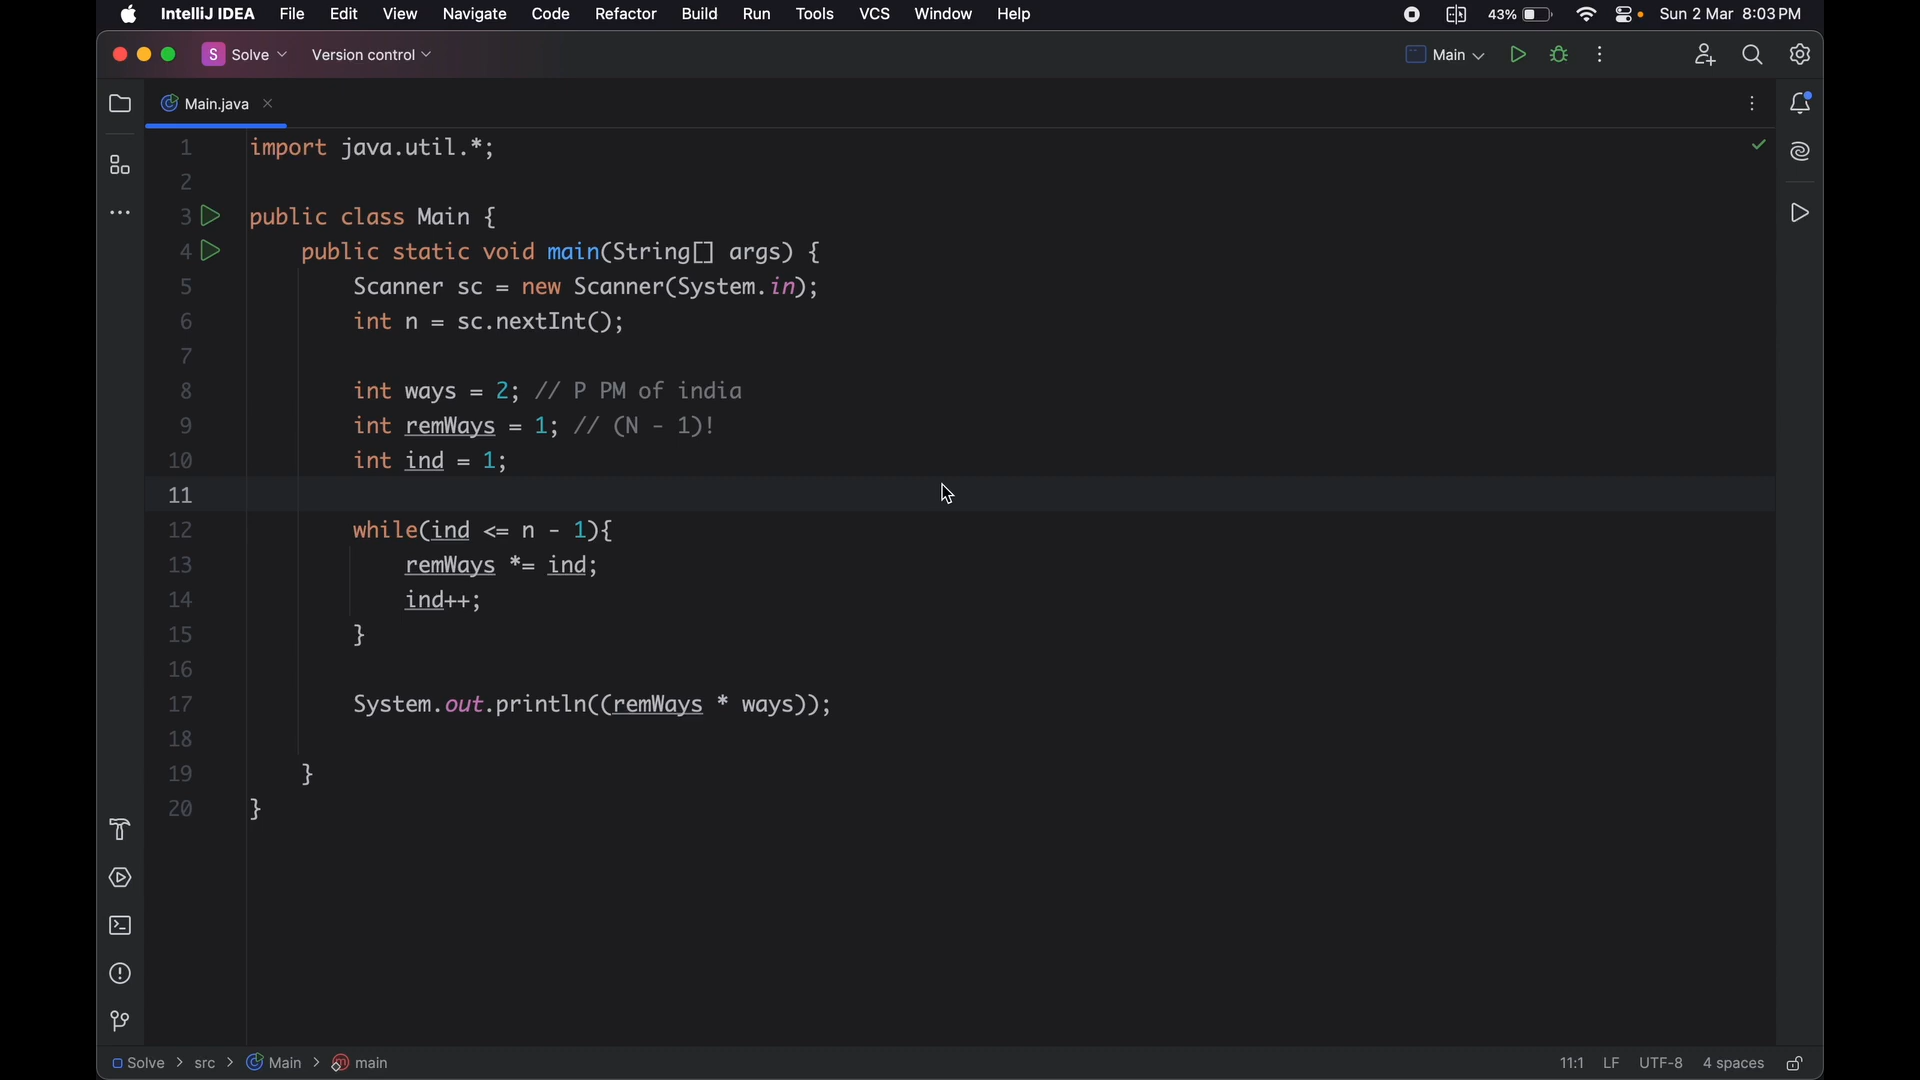 IntelliJ IDEA File Edit View Navigate Code Refactor Build Run Tools VCS Window Help 43% Sun 2 Mar 8:03 PM
S Solve Version control Main
Main.java
1 import java.util.*;
2
3 public class Main {
4 public static void main(String[] args) {
5 Scanner sc = new Scanner(System.in);
6 int n = sc.nextInt();
7
8 int ways = 2; // P PM of india
9 int remWays = 1; // (N - 1)!
10 int ind = 1;
11
12 while(ind <= n - 1){
13 remWays *= ind;
14 ind++;
15 }
16
17 System.out.println((remWays * ways));
18
19 }
20 }
Solve > src > Main > main 11:1 LF UTF-8 4 spaces